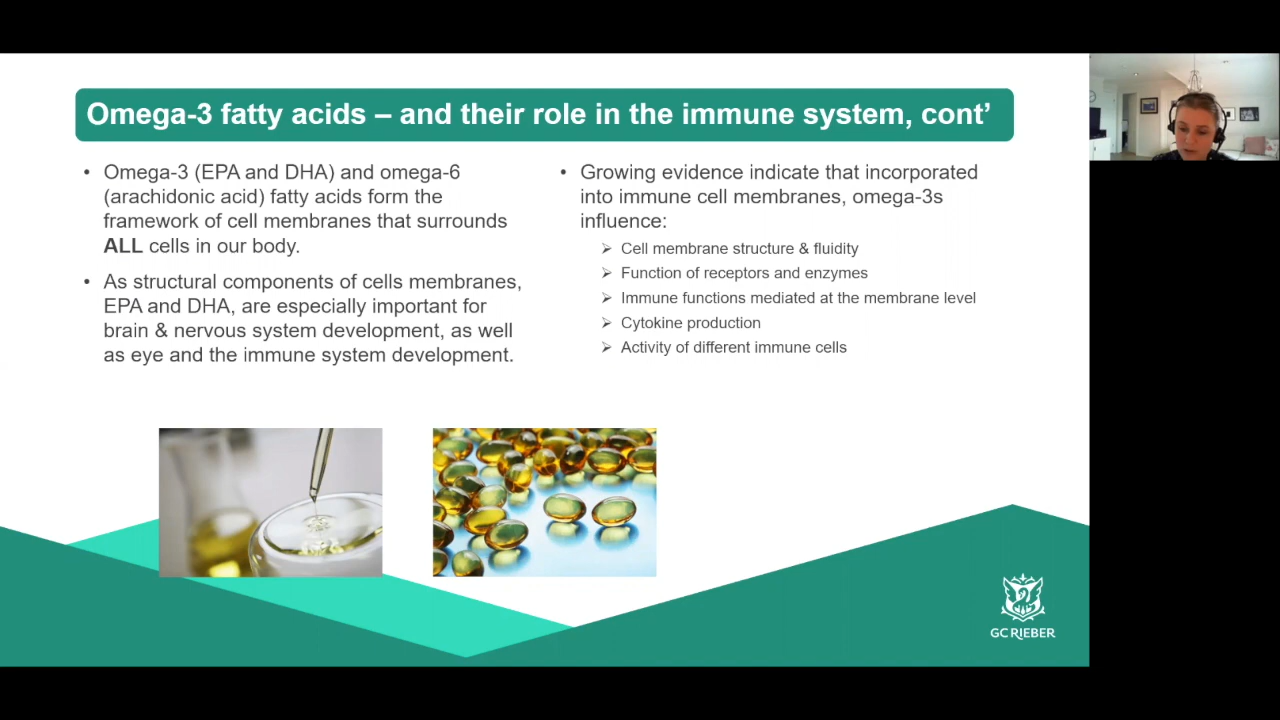 Omega-3 fatty acids – and their role in the immune system, cont’
• Omega-3 (EPA and DHA) and omega-6
(arachidonic acid) fatty acids form the
framework of cell membranes that surrounds
ALL cells in our body.
• As structural components of cells membranes,
EPA and DHA, are especially important for
brain & nervous system development, as well
as eye and the immune system development.
• Growing evidence indicate that incorporated
into immune cell membranes, omega-3s
influence:
➢ Cell membrane structure & fluidity
➢ Function of receptors and enzymes
➢ Immune functions mediated at the membrane level
➢ Cytokine production
➢ Activity of different immune cells
GC RIEBER